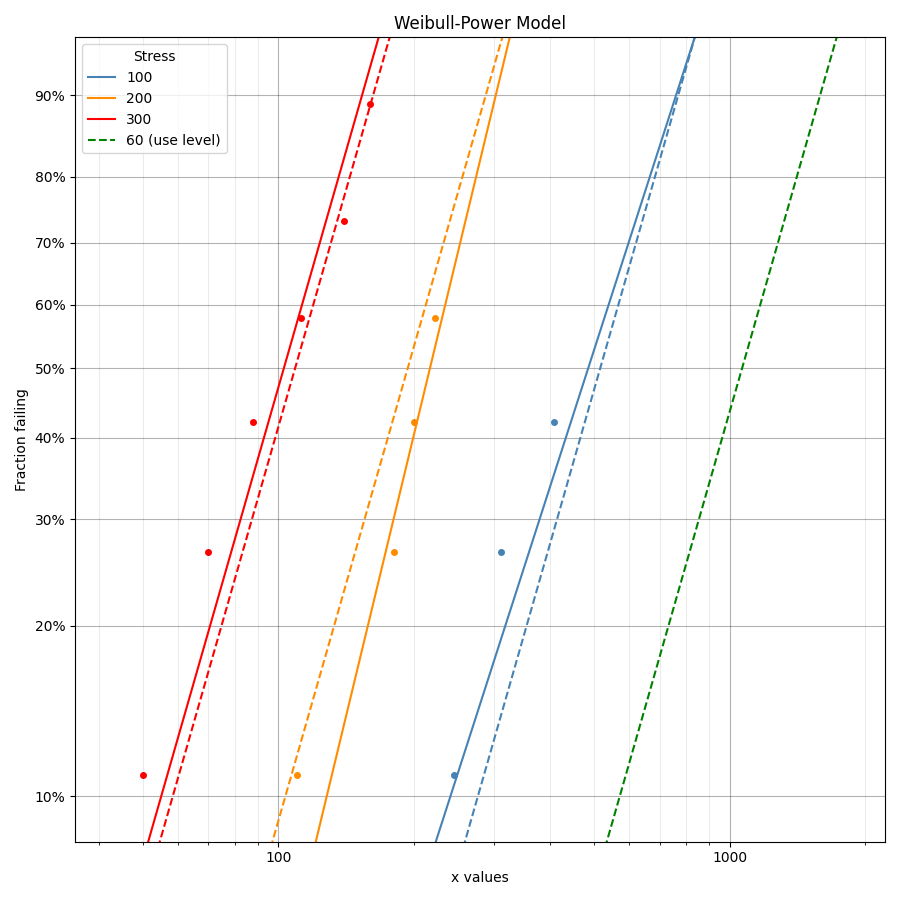 Weibull-Power Model
Stress
100
200
300
60 (use level)
90%
80%
70%
60%
50%
40%
30%
20%
10%
Fraction failing
100
1000
x values